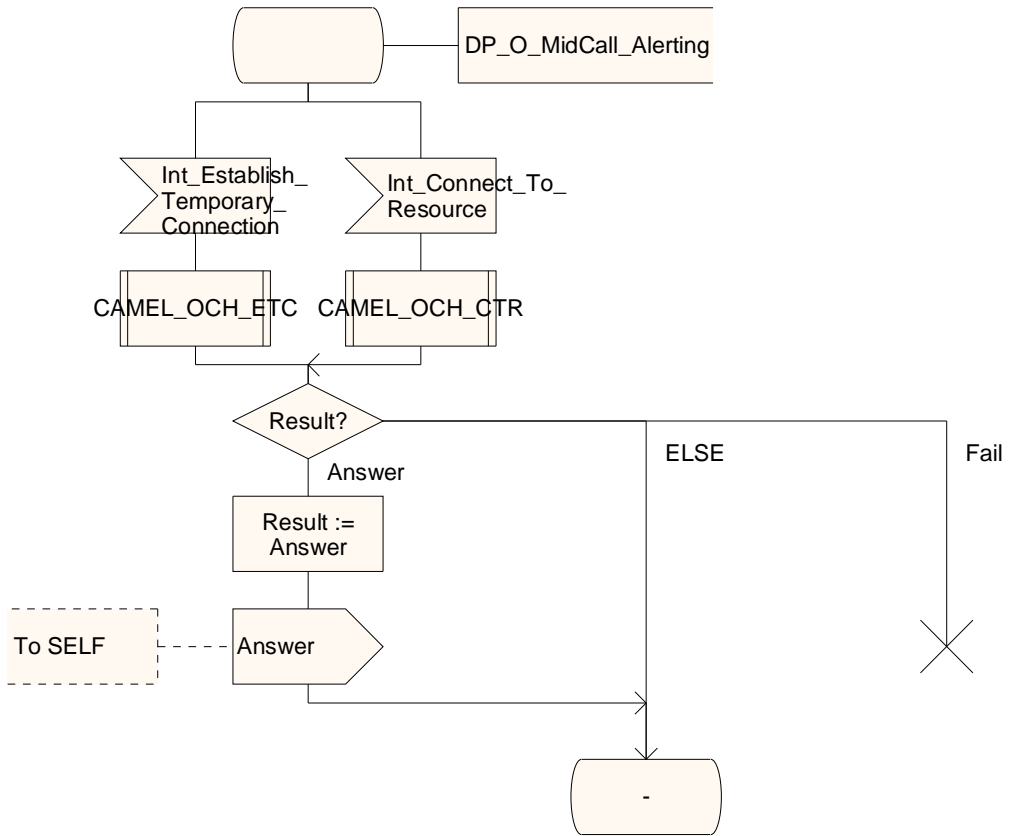 DP_O_MidCall_Alerting
Int_Establish_
Temporary_
Connection
Int_Connect_To_
Resource
CAMEL_OCH_ETC
CAMEL_OCH_CTR
Result?
ELSE
Fail
Answer
Result :=
Answer
To SELF
Answer
-